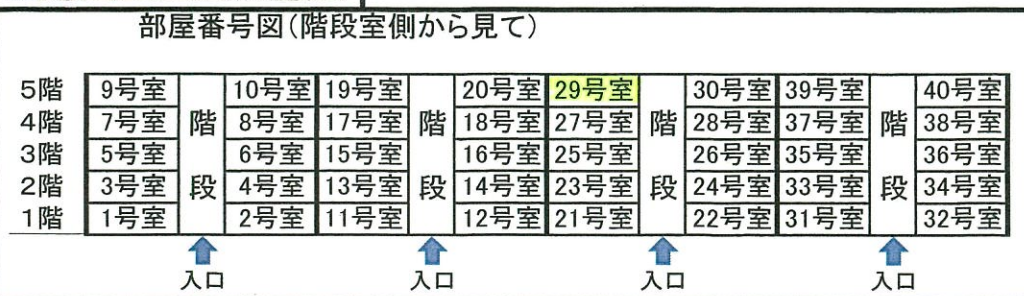 部屋番号図(階段室側から見て)
5階 9号室 10号室 19号室 20号室 29号室 30号室 39号室 40号室
4階 7号室 階 8号室 17号室 階 18号室 27号室 階 28号室 37号室 階 38号室
3階 5号室 6号室 15号室 16号室 25号室 26号室 35号室 36号室
2階 3号室 段 4号室 13号室 段 14号室 23号室 段 24号室 33号室 段 34号室
1階 1号室 2号室 11号室 12号室 21号室 22号室 31号室 32号室
入口 入口 入口 入口